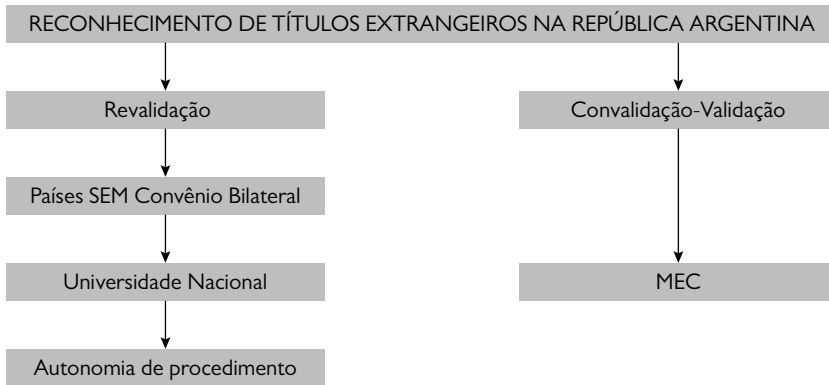 RECONHECIMENTO DE TÍTULOS EXTRANGEIROS NA REPÚBLICA ARGENTINA
Revalidação
Convalidação-Validação
Países SEM Convênio Bilateral
Universidade Nacional
MEC
Autonomia de procedimento